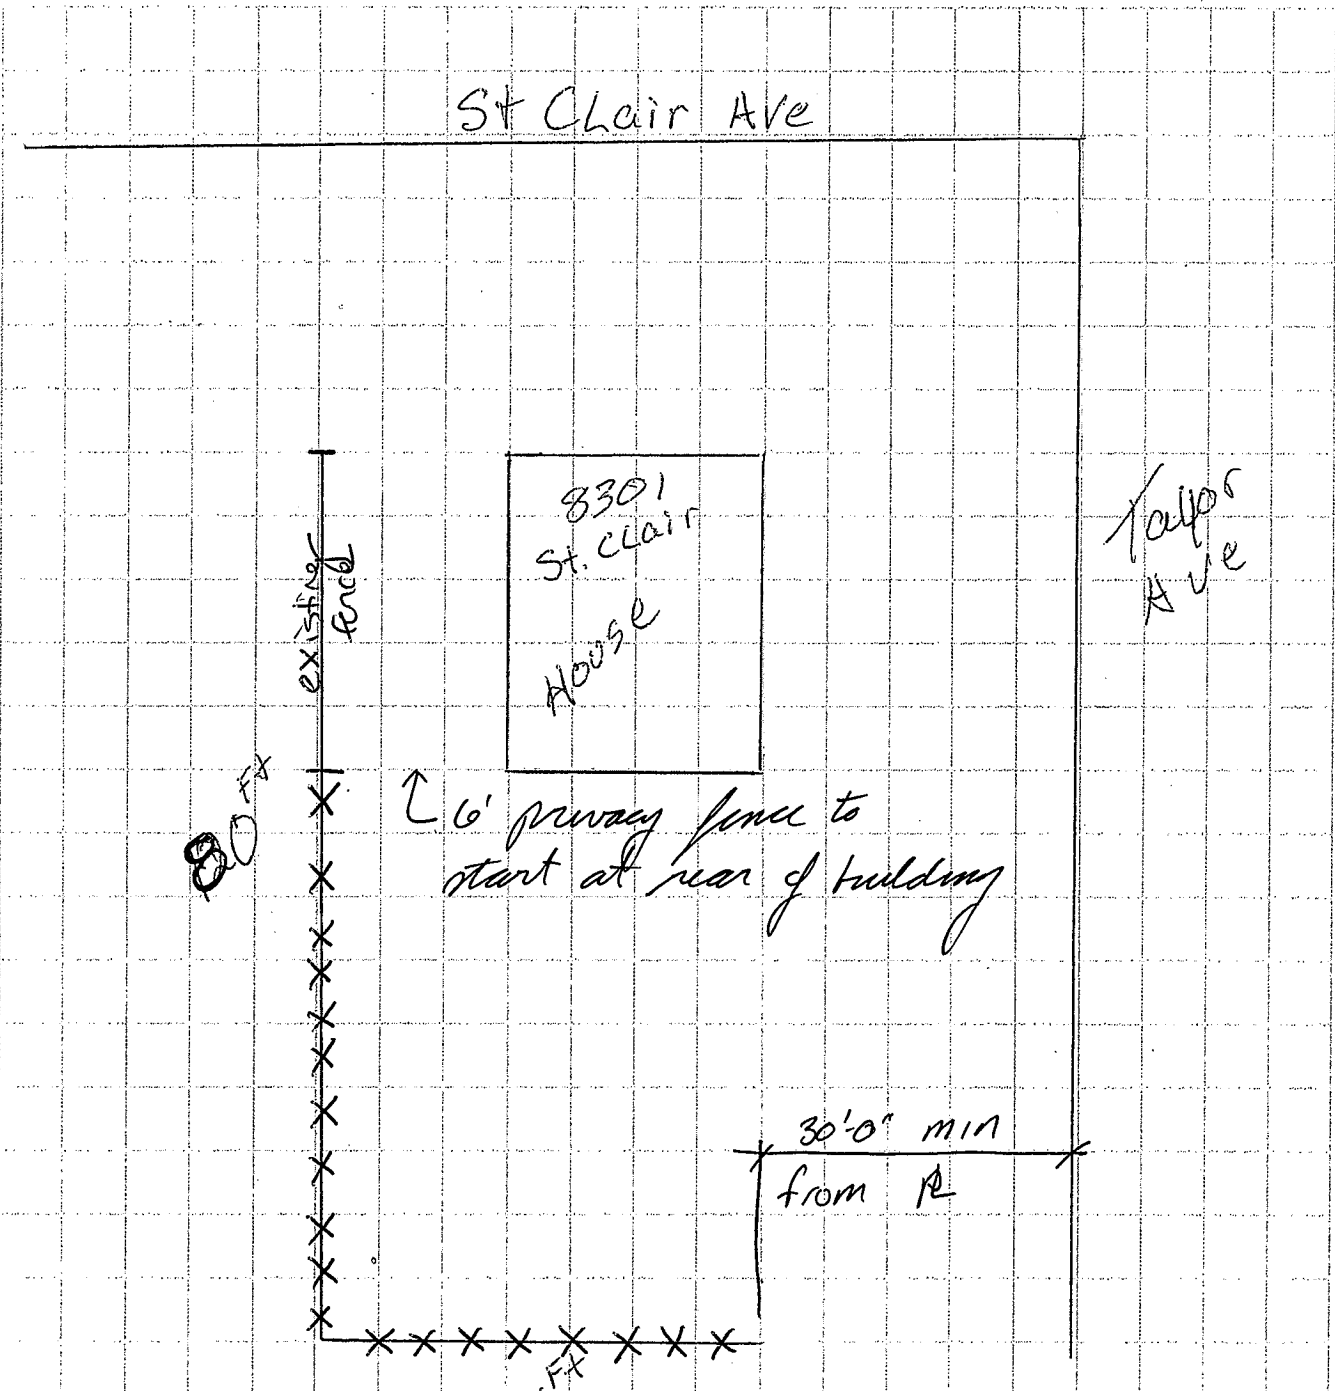 St CLair Ave
8301
St. CLair
House
Taylor
Ave
existing
fence
80 FT
6' privacy fence to
start at rear of building
30'-0" min
from PL
FT